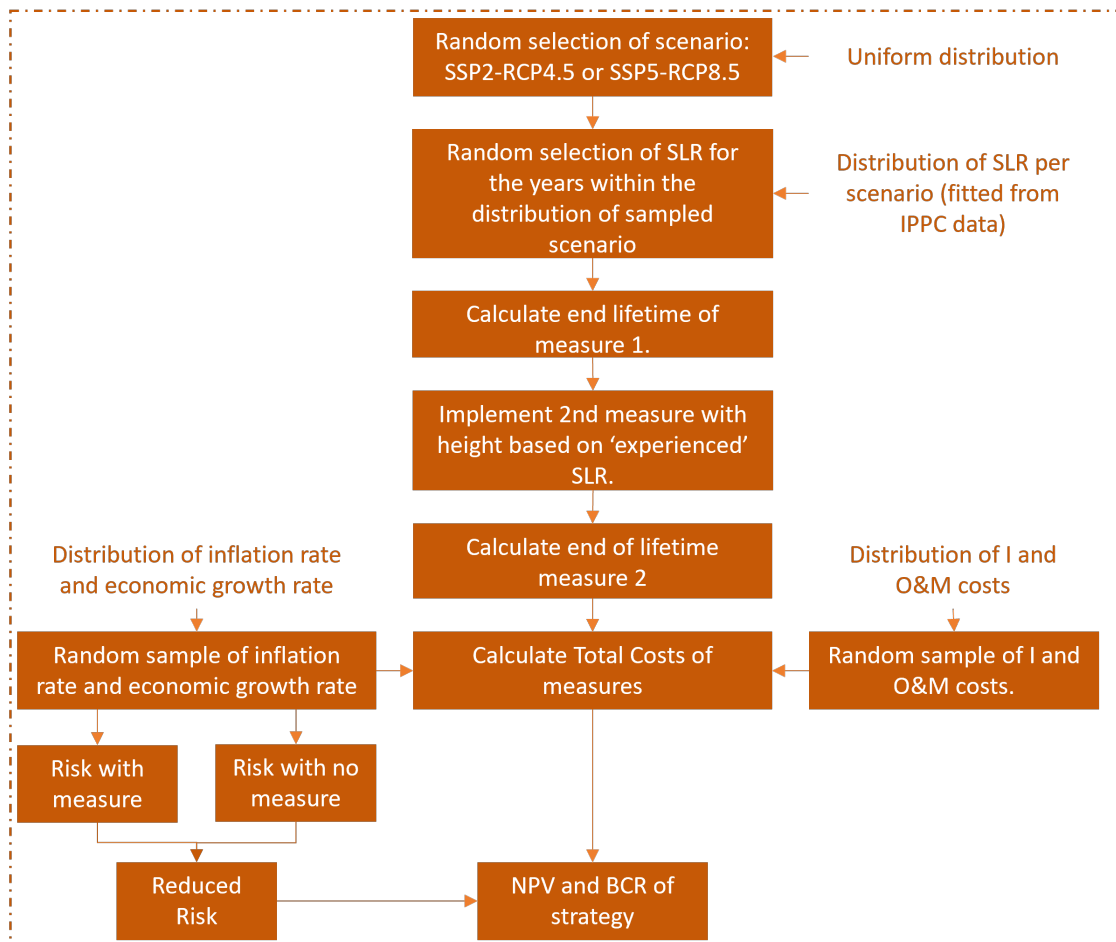 Random selection of scenario:
SSP2-RCP4.5 or SSP5-RCP8.5
Uniform distribution
Random selection of SLR for
the years within the
distribution of sampled
scenario
Distribution of SLR per
scenario (fitted from
IPPC data)
Calculate end lifetime of
measure 1.
Implement 2nd measure with
height based on ‘experienced’
SLR.
Calculate end of lifetime
measure 2
Distribution of inflation rate
and economic growth rate
Distribution of I and
O&M costs
Random sample of inflation
rate and economic growth rate
Calculate Total Costs of
measures
Random sample of I and
O&M costs.
Risk with
measure
Risk with no
measure
Reduced
Risk
NPV and BCR of
strategy